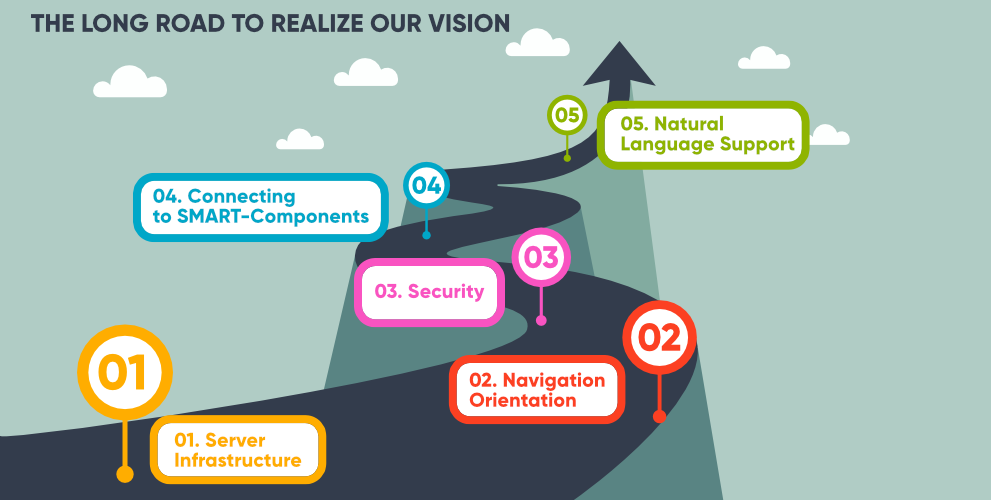 THE LONG ROAD TO REALIZE OUR VISION
05
05. Natural
Language Support
04. Connecting
to SMART-Components
04
03
03. Security
02
02. Navigation
Orientation
01
01. Server
Infrastructure